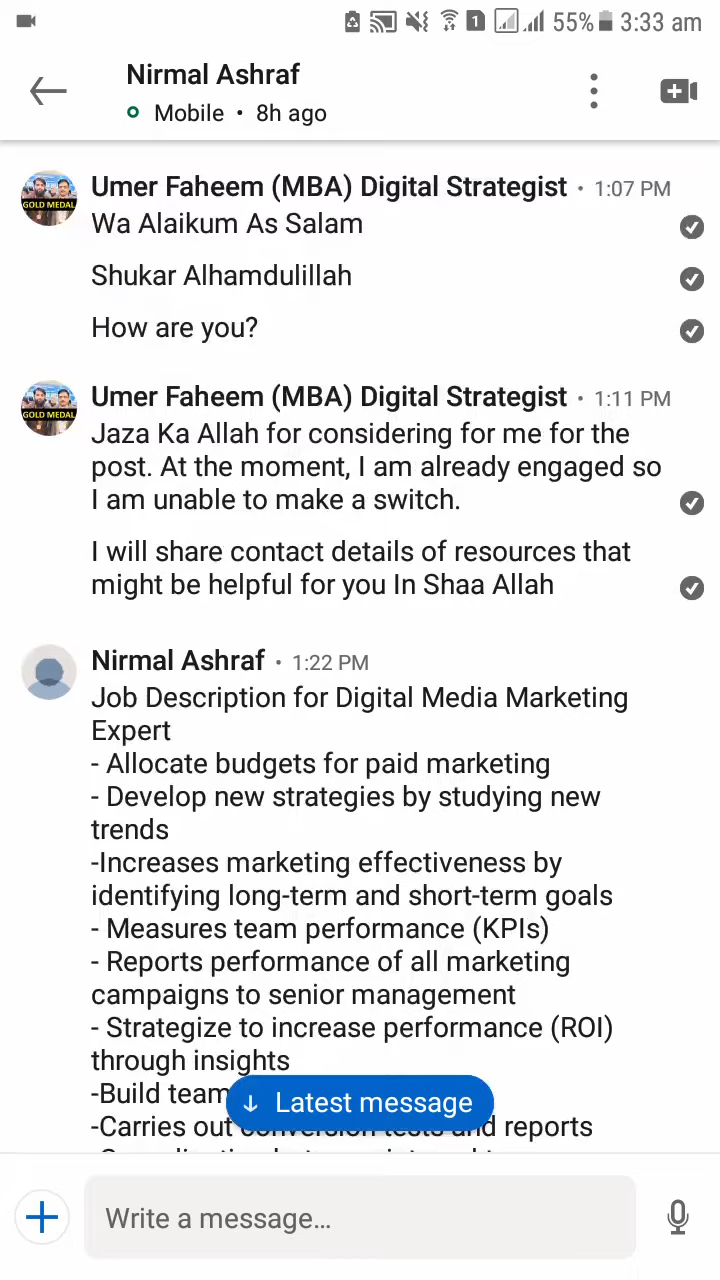 55% 3:33 am
Nirmal Ashraf
Mobile • 8h ago
Umer Faheem (MBA) Digital Strategist • 1:07 PM
GOLD MEDAL
Wa Alaikum As Salam
Shukar Alhamdulillah
How are you?
Umer Faheem (MBA) Digital Strategist • 1:11 PM
GOLD MEDAL
Jaza Ka Allah for considering for me for the
post. At the moment, I am already engaged so
I am unable to make a switch.
I will share contact details of resources that
might be helpful for you In Shaa Allah
Nirmal Ashraf • 1:22 PM
Job Description for Digital Media Marketing
Expert
- Allocate budgets for paid marketing
- Develop new strategies by studying new
trends
-Increases marketing effectiveness by
identifying long-term and short-term goals
- Measures team performance (KPIs)
- Reports performance of all marketing
campaigns to senior management
- Strategize to increase performance (ROI)
through insights
-Build team
↓ Latest message
-Carries out conversion tests and reports
Write a message...